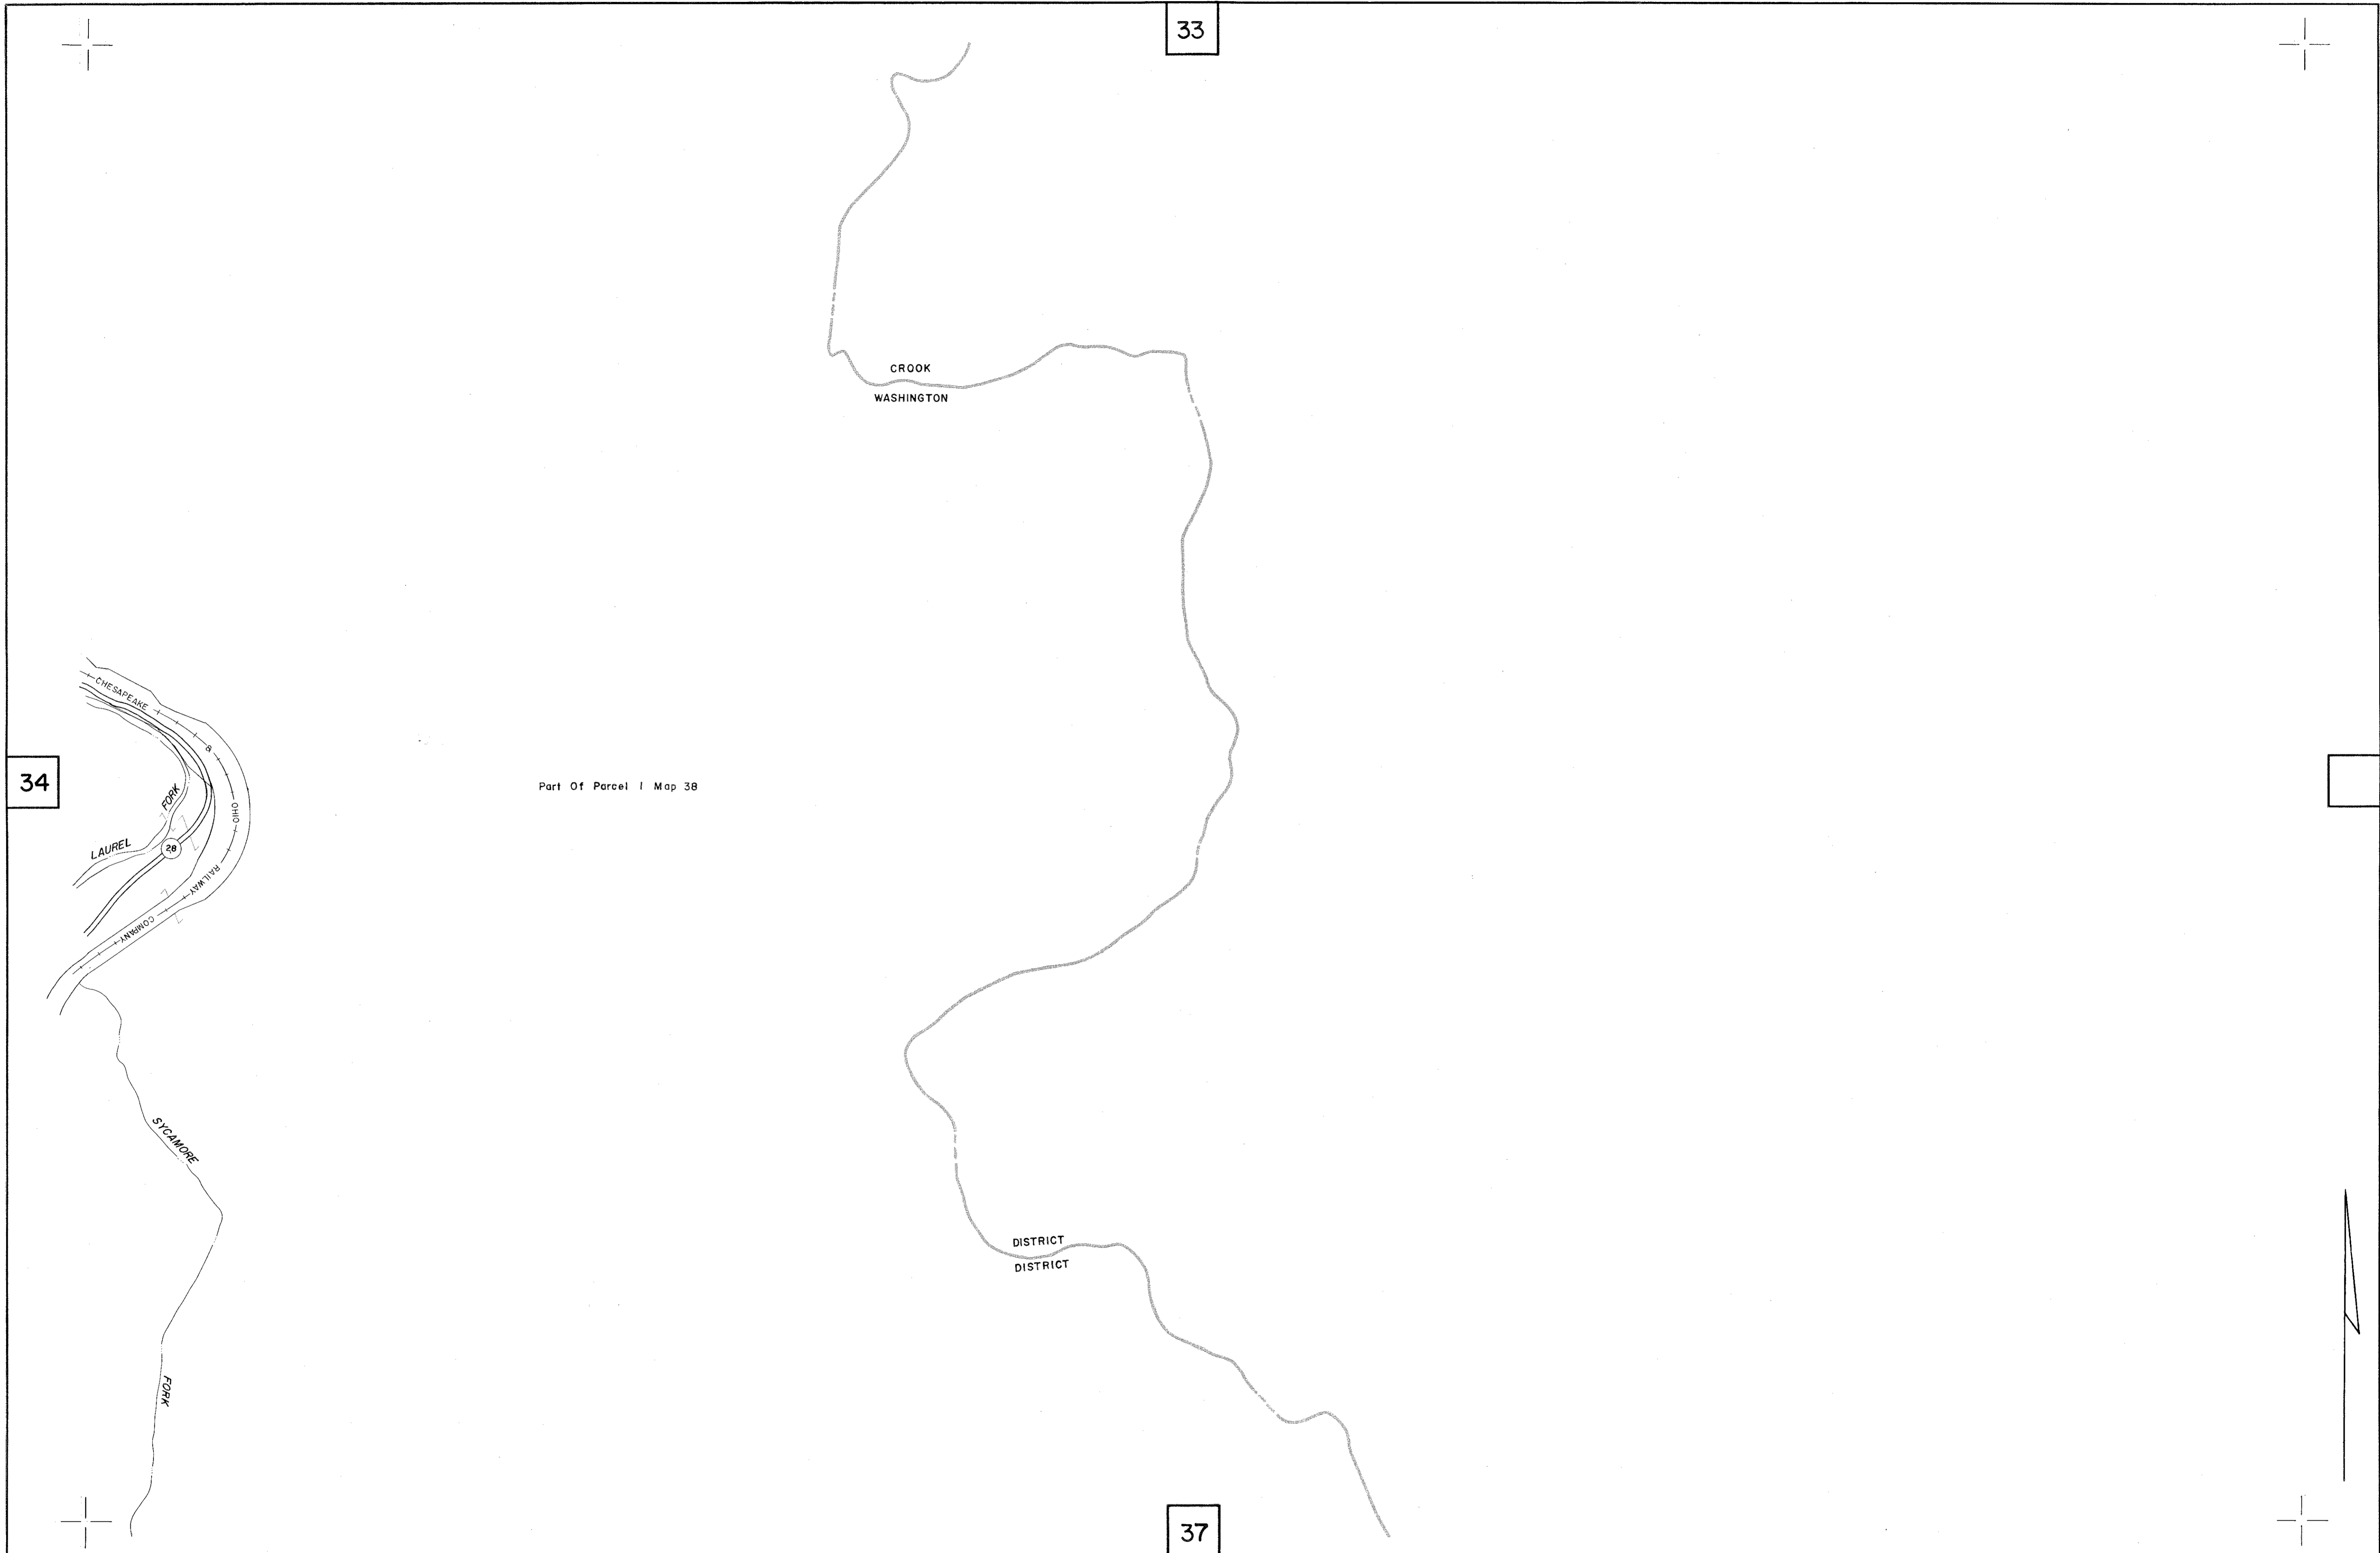 33
CROOK
WASHINGTON
CHESAPEAKE & OHIO RAILWAY COMPANY
34
Part Of Parcel 1 Map 38
LAUREL FORK
28
SYCAMORE FORK
DISTRICT
DISTRICT
37